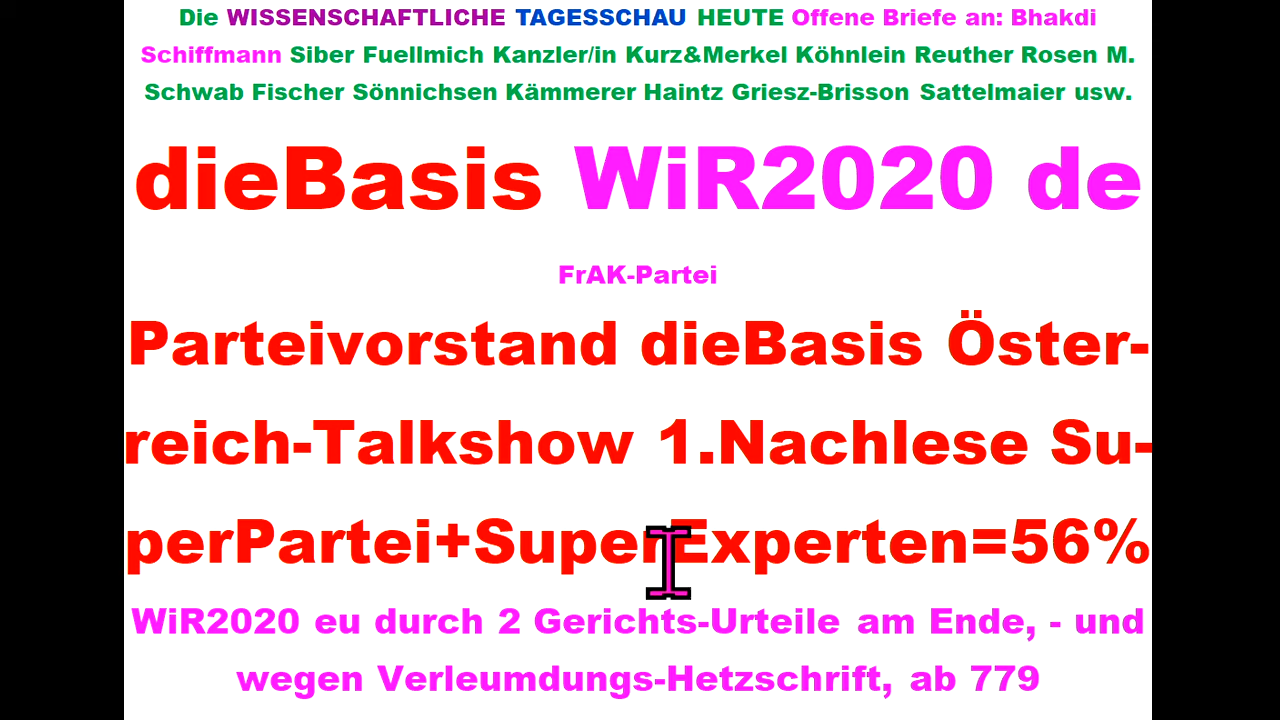 Die WISSENSCHAFTLICHE TAGESSCHAU HEUTE Offene Briefe an: Bhakdi
Schiffmann Siber Fuellmich Kanzler/in Kurz&Merkel Köhnlein Reuther Rosen M.
Schwab Fischer Sönnichsen Kämmerer Haintz Griesz-Brisson Sattelmaier usw.
dieBasis WiR2020 de
FrAK-Partei
Parteivorstand dieBasis Öster-
reich-Talkshow 1.Nachlese Su-
perPartei+SuperExperten=56%
WiR2020 eu durch 2 Gerichts-Urteile am Ende, - und
wegen Verleumdungs-Hetzschrift, ab 779